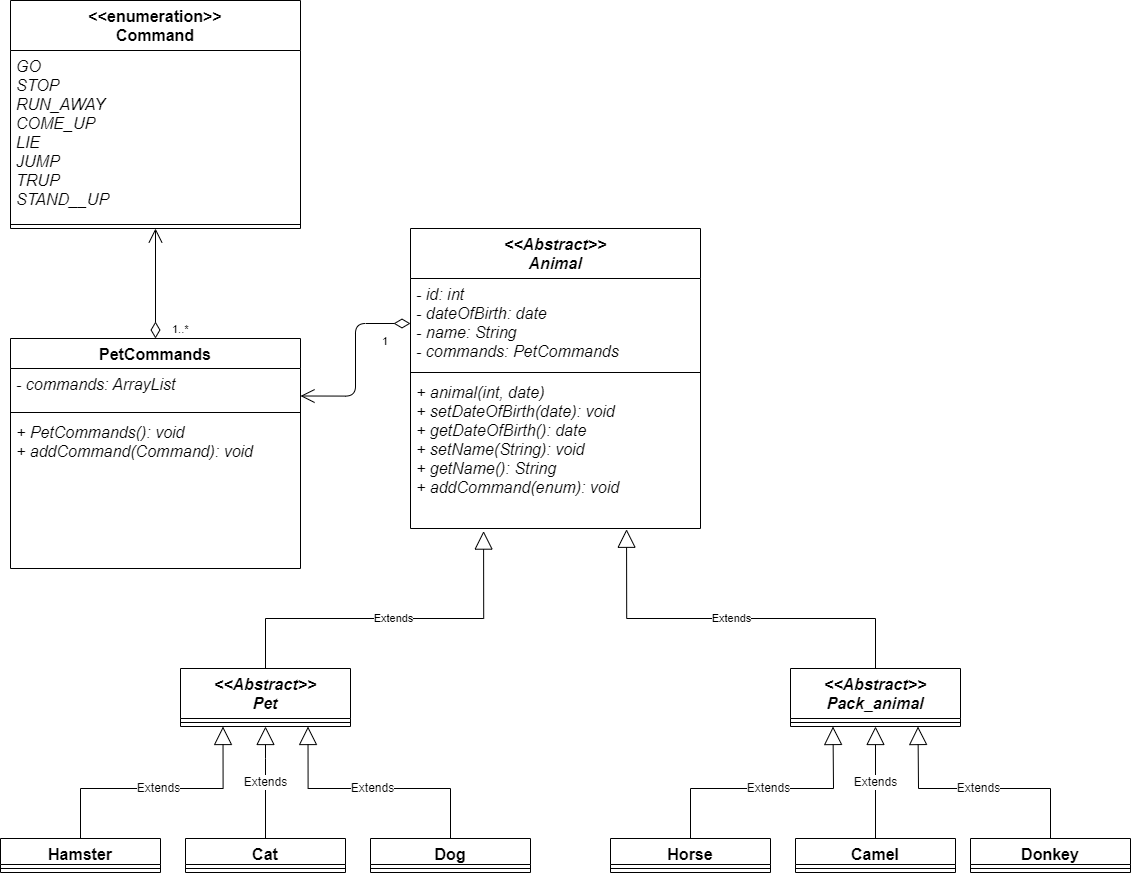 <<enumeration>>
Command
GO
STOP
RUN_AWAY
COME_UP
LIE
JUMP
TRUP
STAND__UP
1..*
PetCommands
- commands: ArrayList
+ PetCommands(): void
+ addCommand(Command): void
1
<<Abstract>>
Animal
- id: int
- dateOfBirth: date
- name: String
- commands: PetCommands
+ animal(int, date)
+ setDateOfBirth(date): void
+ getDateOfBirth(): date
+ setName(String): void
+ getName(): String
+ addCommand(enum): void
Extends
Extends
<<Abstract>>
Pet
<<Abstract>>
Pack_animal
Extends
Extends
Extends
Extends
Extends
Extends
Hamster
Cat
Dog
Horse
Camel
Donkey